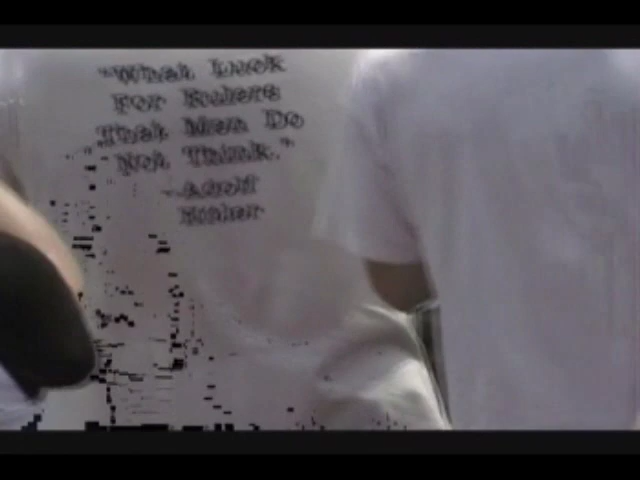 "What Luck
For Rulers
That Men Do
Not Think."
-Adolf
Hitler